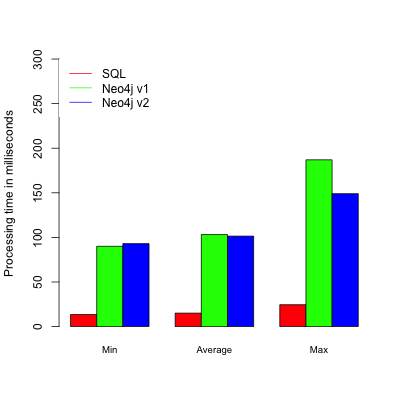 300
250
200
150
100
50
0
Processing time in milliseconds
SQL
Neo4j v1
Neo4j v2
Min
Average
Max